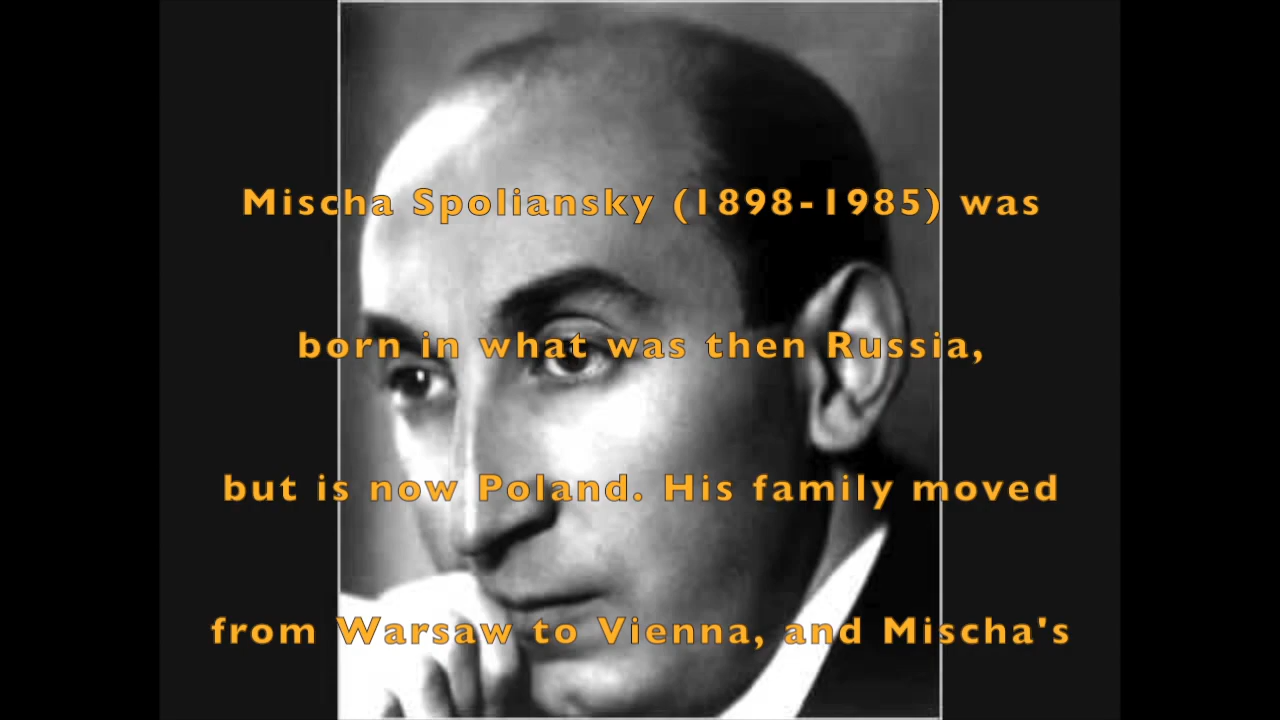 Mischa Spoliansky (1898-1985) was
born in what was then Russia,
but is now Poland. His family moved
from Warsaw to Vienna, and Mischa's